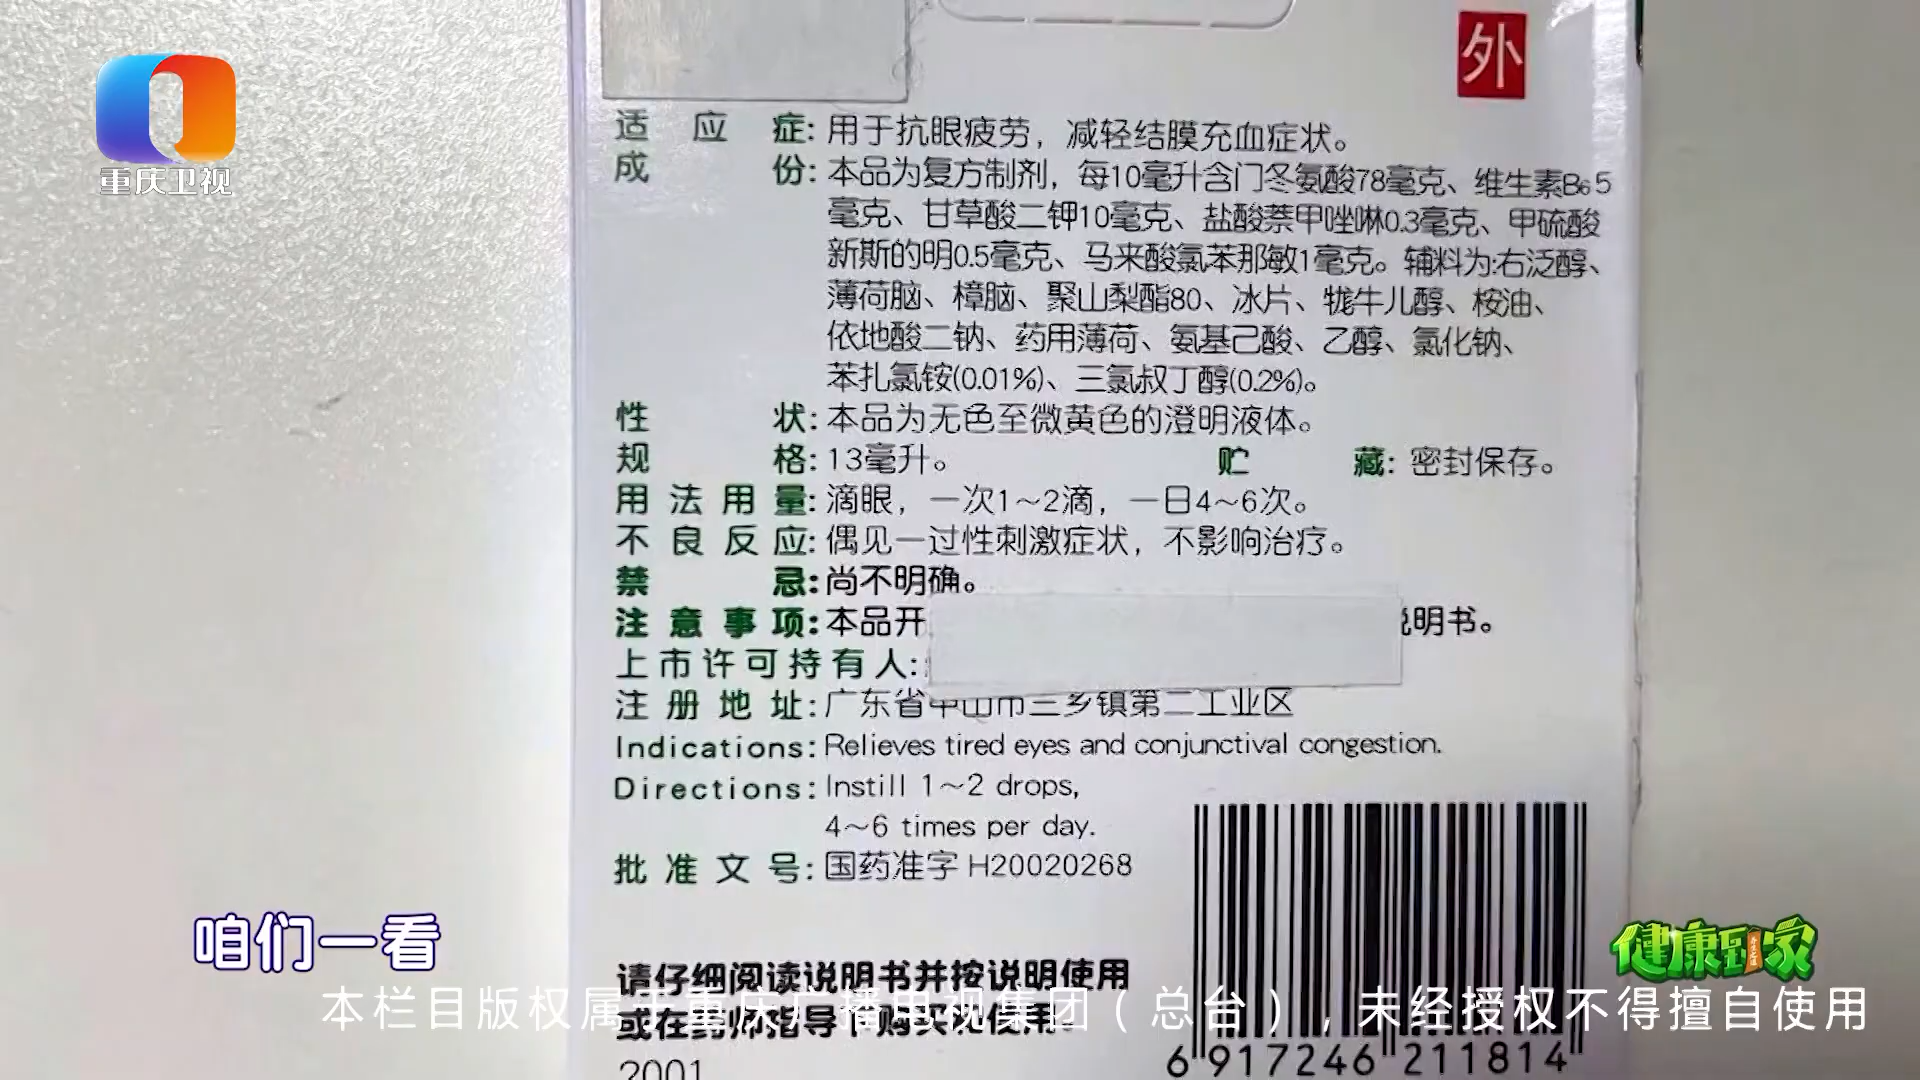 外
重庆卫视
适应症:用于抗眼疲劳，减轻结膜充血症状。
成份:本品为复方制剂，每10毫升含门冬氨酸78毫克、维生素B6 5
毫克、甘草酸二钾10毫克、盐酸萘甲唑啉0.3毫克、甲硫酸
新斯的明0.5毫克、马来酸氯苯那敏1毫克。辅料为:右泛醇、
薄荷脑、樟脑、聚山梨酯80、冰片、牻牛儿醇、桉油、
依地酸二钠、药用薄荷、氨基己酸、乙醇、氯化钠、
苯扎氯铵(0.01%)、三氯叔丁醇(0.2%)。
性状:本品为无色至微黄色的澄明液体。
规格:13毫升。 贮藏:密封保存。
用法用量:滴眼，一次1～2滴，一日4～6次。
不良反应:偶见一过性刺激症状，不影响治疗。
禁忌:尚不明确。
注意事项:本品开 说明书。
上市许可持有人:
注册地址:广东省中山市三乡镇第二工业区
Indications: Relieves tired eyes and conjunctival congestion.
Directions: Instill 1～2 drops,
4～6 times per day.
批准文号:国药准字 H20020268
咱们一看
健康到家
请仔细阅读说明书并按说明使用
或在药师指导下购买和使用。
本栏目版权属于重庆广播电视集团（总台），未经授权不得擅自使用
2001
6 917246 211814